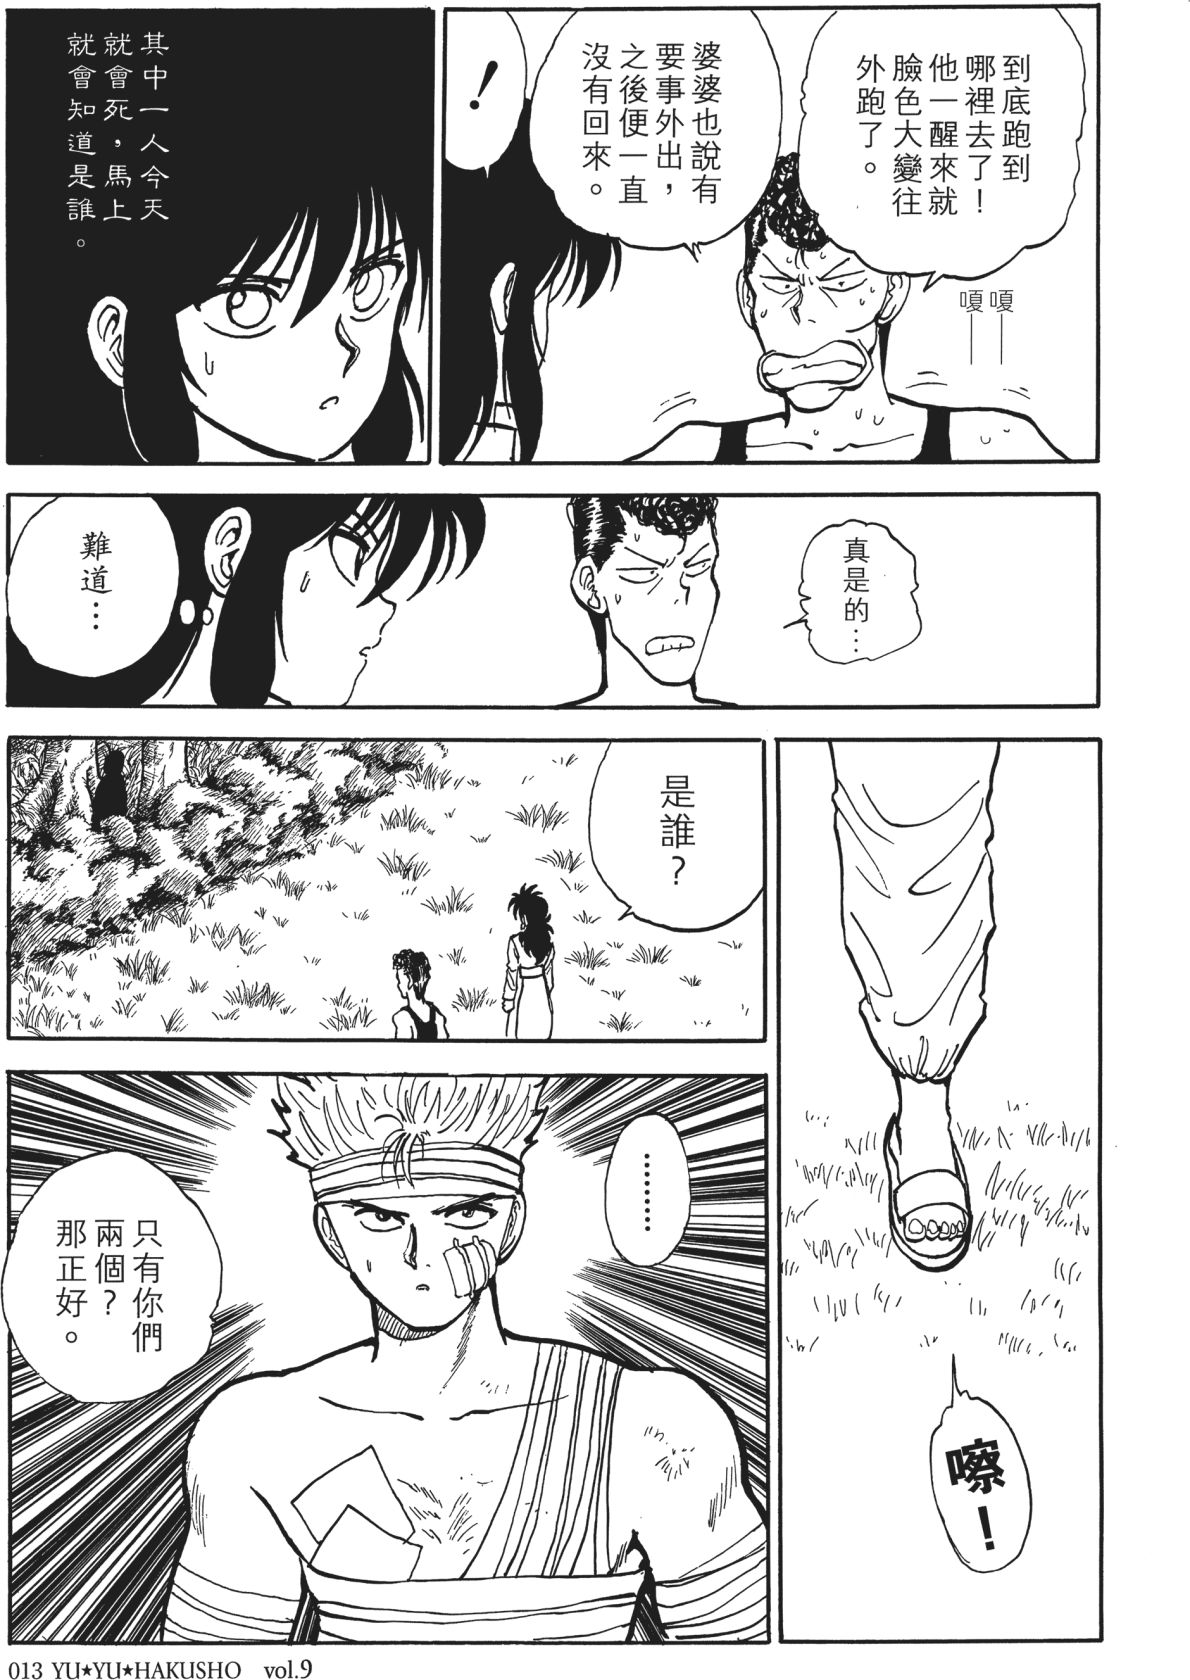 到底跑到
哪裡去了！
他一醒來就
臉色大變往
外跑了。
嗄
嗄
婆婆也說有
要事外出，
之後便一直
沒有回來。
！
其中一人今天
就會死，馬上
就會知道是誰。
真是的…
難道…
嚓！
是誰？
………
只有你們
兩個？
那正好。
013 YU★YU★HAKUSHO vol.9